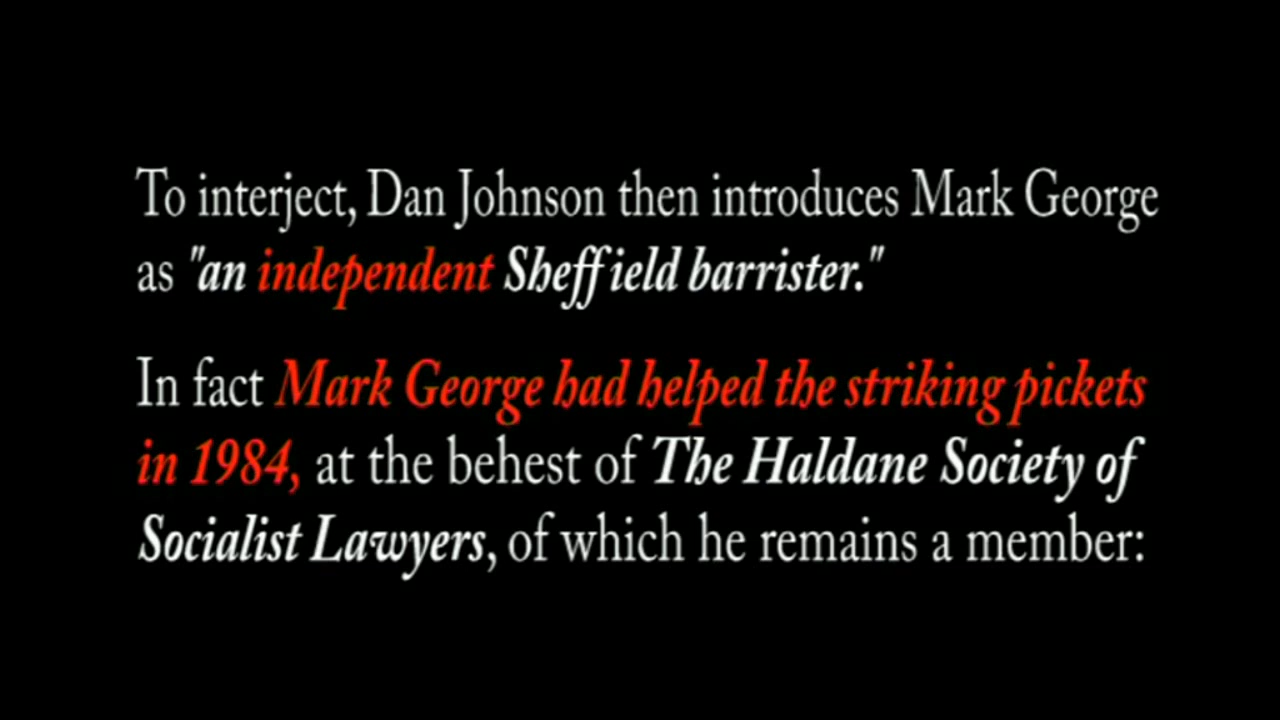 To interject, Dan Johnson then introduces Mark George
as "an independent Sheffield barrister."
In fact Mark George had helped the striking pickets
in 1984, at the behest of The Haldane Society of
Socialist Lawyers, of which he remains a member: